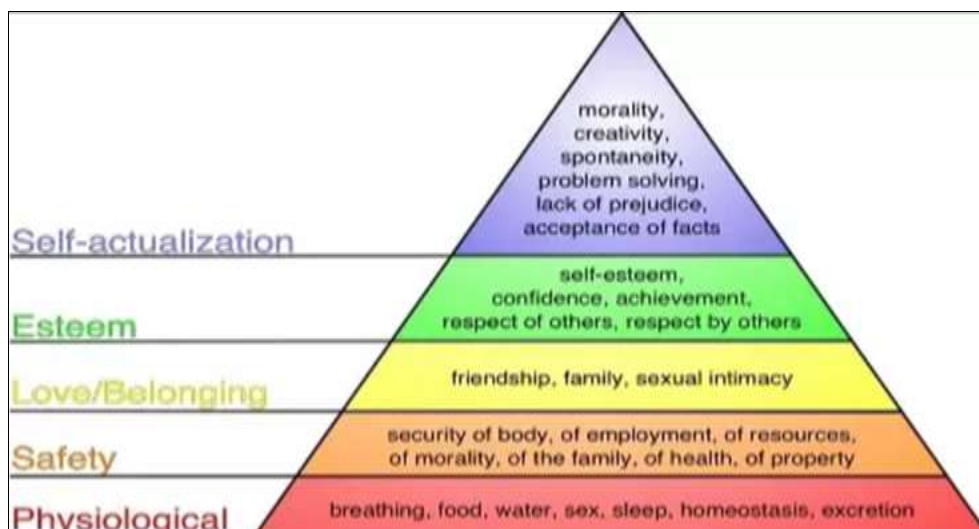 morality,
creativity,
spontaneity,
problem solving,
lack of prejudice,
acceptance of facts
Self-actualization
self-esteem,
confidence, achievement,
respect of others, respect by others
Esteem
friendship, family, sexual intimacy
Love/Belonging
security of body, of employment, of resources,
of morality, of the family, of health, of property
Safety
breathing, food, water, sex, sleep, homeostasis, excretion
Physiological